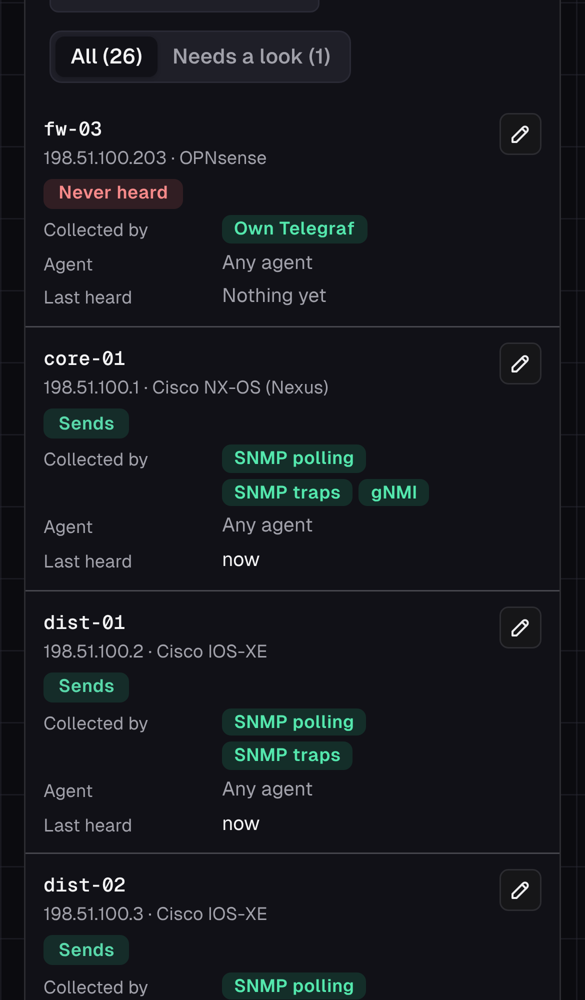 All (26) Needs a look (1)
fw-03
198.51.100.203 · OPNsense
Never heard
Collected by Own Telegraf
Agent Any agent
Last heard Nothing yet
core-01
198.51.100.1 · Cisco NX-OS (Nexus)
Sends
Collected by SNMP polling
SNMP traps gNMI
Agent Any agent
Last heard now
dist-01
198.51.100.2 · Cisco IOS-XE
Sends
Collected by SNMP polling
SNMP traps
Agent Any agent
Last heard now
dist-02
198.51.100.3 · Cisco IOS-XE
Sends
Collected by SNMP polling